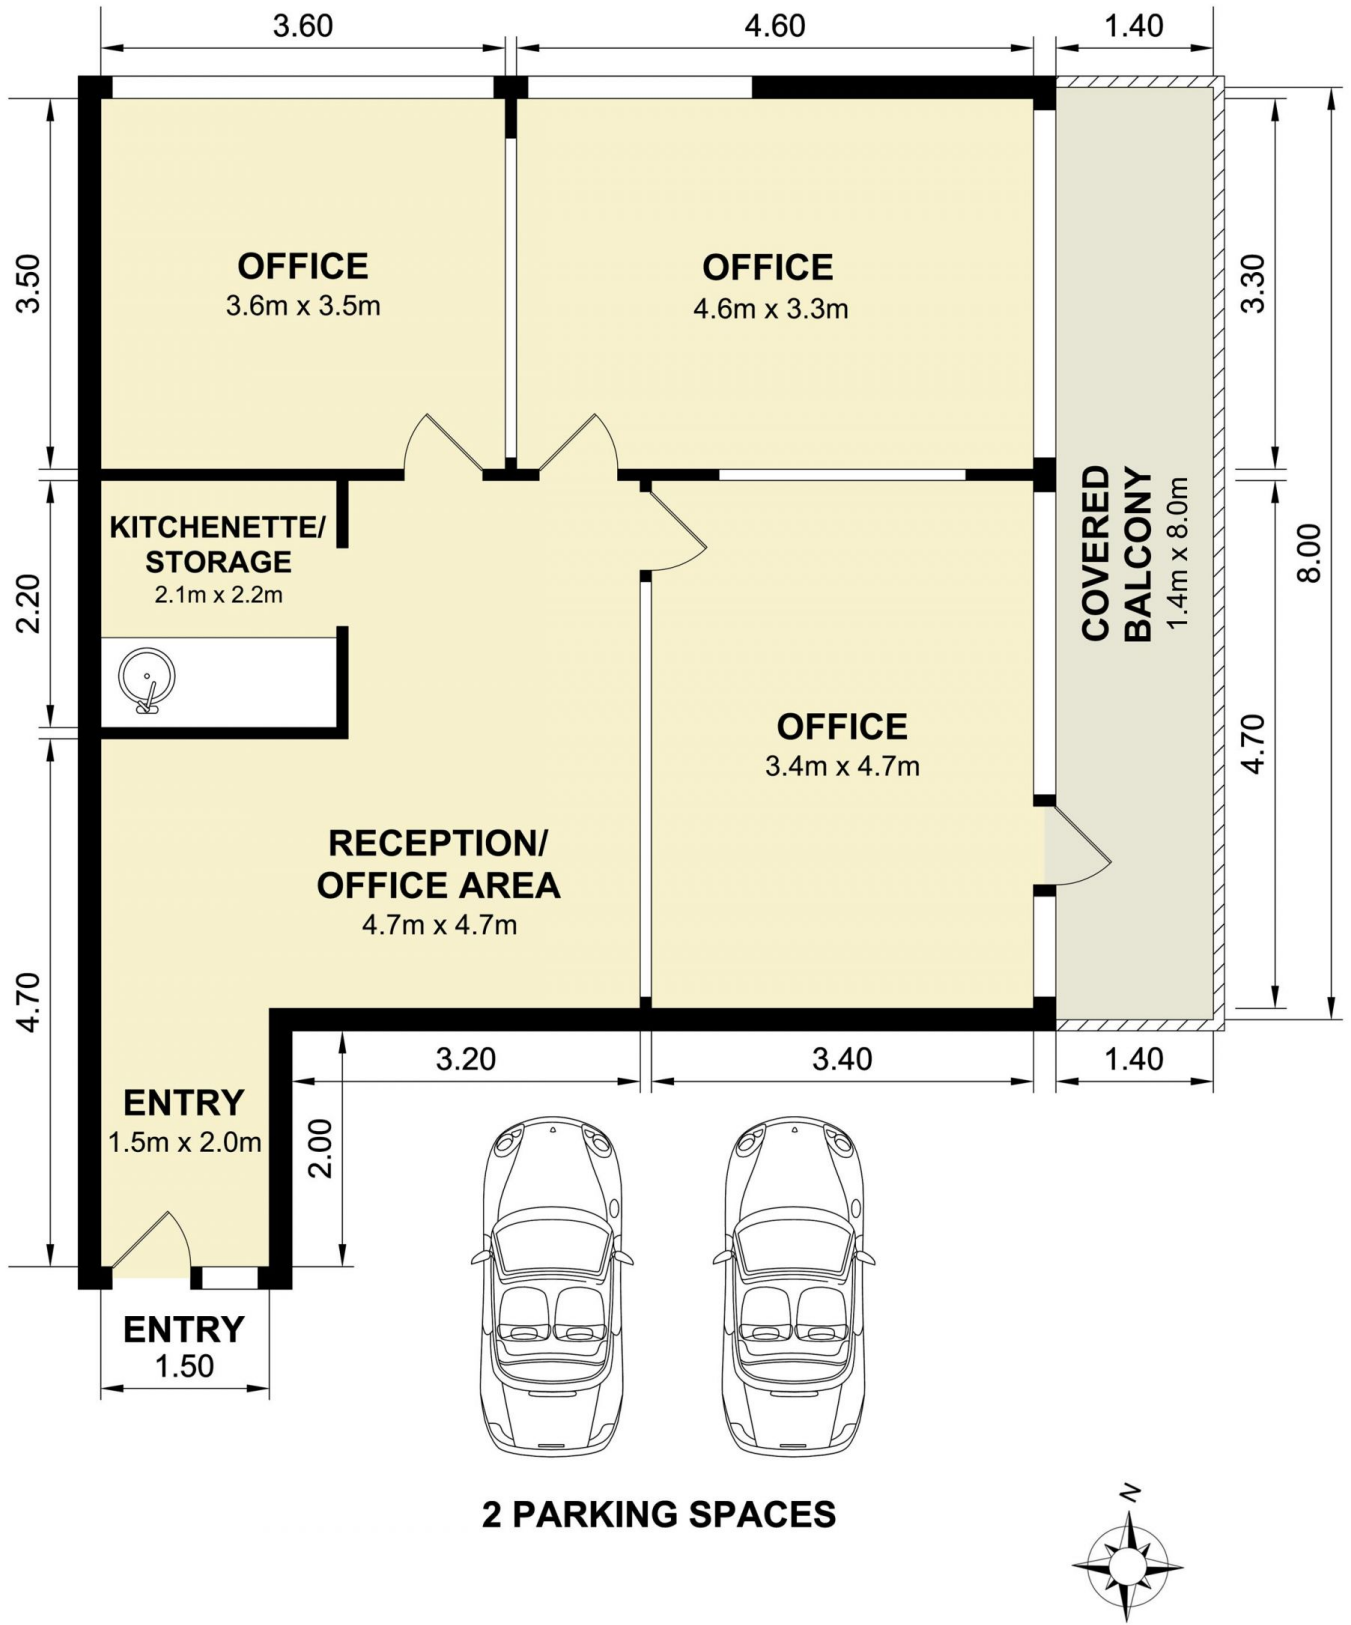 3.60
4.60
1.40
3.50
OFFICE
3.6m x 3.5m
OFFICE
4.6m x 3.3m
3.30
8.00
KITCHENETTE/
STORAGE
2.1m x 2.2m
2.20
COVERED
BALCONY
1.4m x 8.0m
OFFICE
3.4m x 4.7m
4.70
RECEPTION/
OFFICE AREA
4.7m x 4.7m
4.70
ENTRY
1.5m x 2.0m
3.20
3.40
1.40
2.00
ENTRY
1.50
2 PARKING SPACES
N